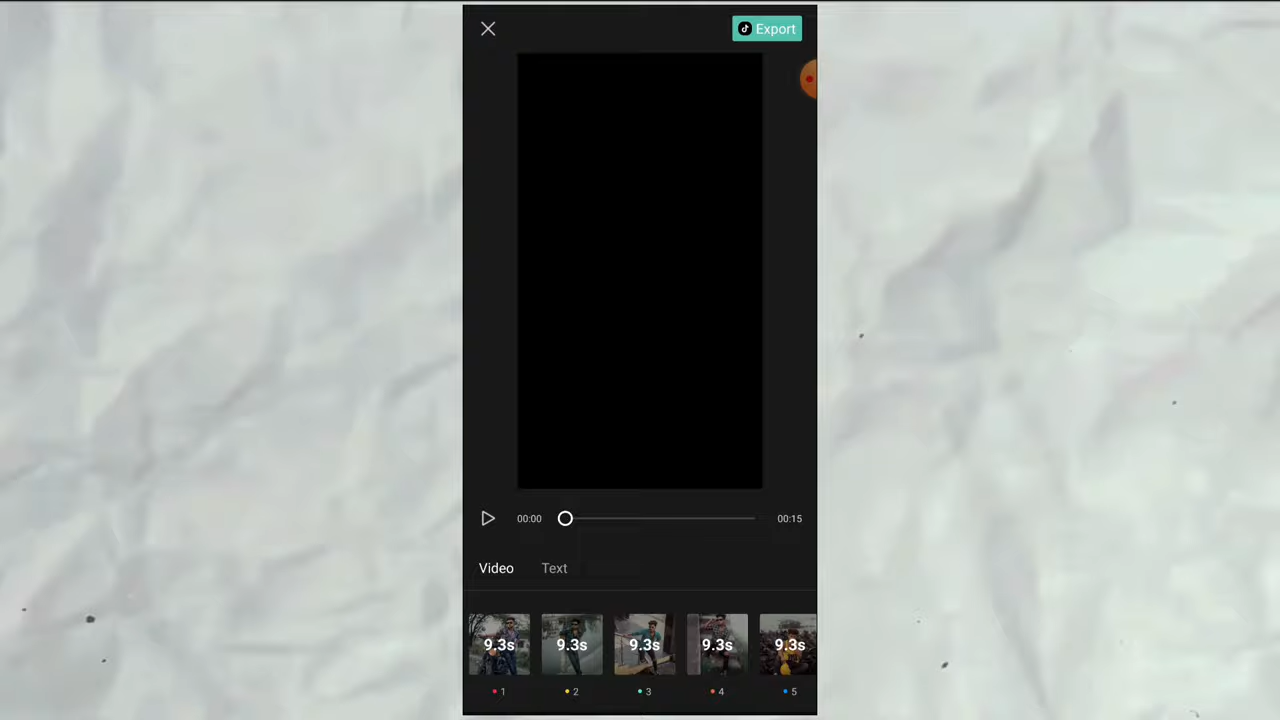 Export
00:00
00:15
Video Text
9.3s 9.3s 9.3s 9.3s 9.3s
1 2 3 4 5